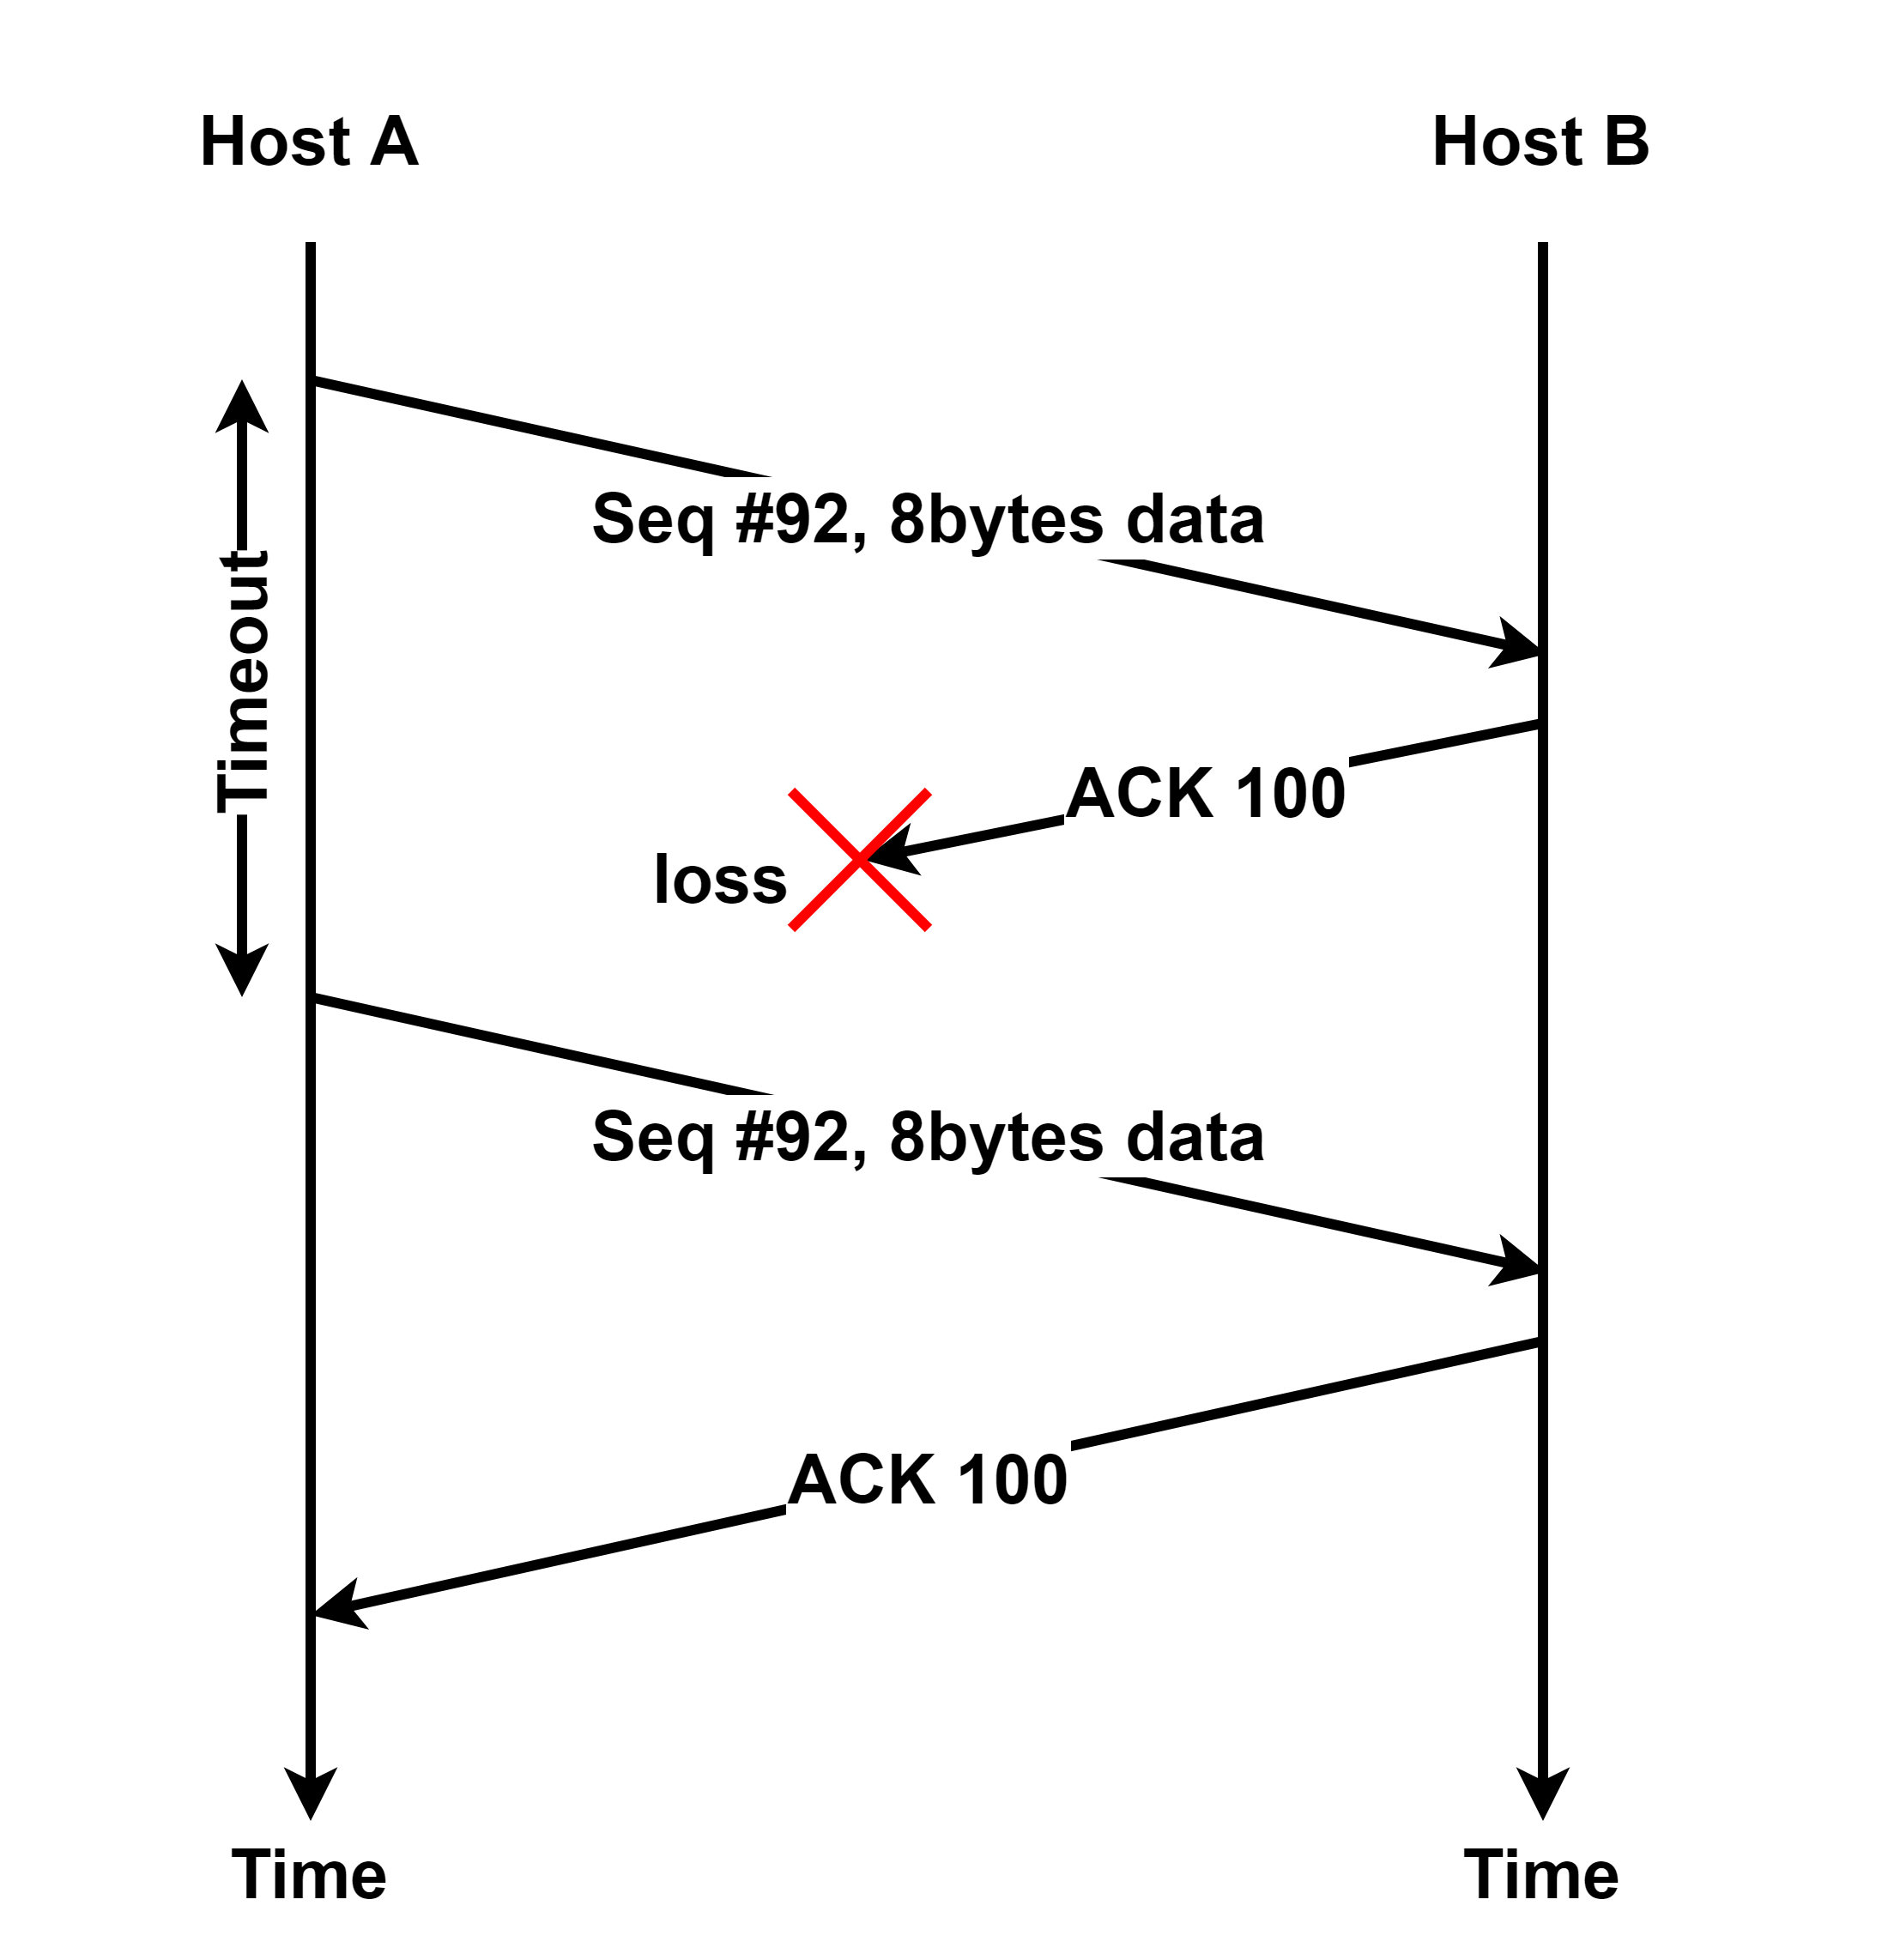 Host A
Host B
Seq #92, 8bytes data
Timeout
ACK 100
loss
Seq #92, 8bytes data
ACK 100
Time
Time